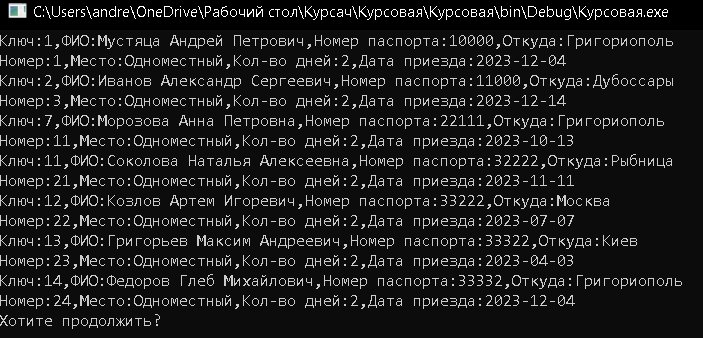 C:\Users\andre\OneDrive\Рабочий стол\Курсач\Курсовая\Курсовая\bin\Debug\Курсовая.exe
Ключ:1,ФИО:Мустяца Андрей Петрович,Номер паспорта:10000,Откуда:Григориополь
Номер:1,Место:Одноместный,Кол-во дней:2,Дата приезда:2023-12-04
Ключ:2,ФИО:Иванов Александр Сергеевич,Номер паспорта:11000,Откуда:Дубоссары
Номер:3,Место:Одноместный,Кол-во дней:2,Дата приезда:2023-12-14
Ключ:7,ФИО:Морозова Анна Петровна,Номер паспорта:22111,Откуда:Григориополь
Номер:11,Место:Одноместный,Кол-во дней:2,Дата приезда:2023-10-13
Ключ:11,ФИО:Соколова Наталья Алексеевна,Номер паспорта:32222,Откуда:Рыбница
Номер:21,Место:Одноместный,Кол-во дней:2,Дата приезда:2023-11-11
Ключ:12,ФИО:Козлов Артем Игоревич,Номер паспорта:33222,Откуда:Москва
Номер:22,Место:Одноместный,Кол-во дней:2,Дата приезда:2023-07-07
Ключ:13,ФИО:Григорьев Максим Андреевич,Номер паспорта:33322,Откуда:Киев
Номер:23,Место:Одноместный,Кол-во дней:2,Дата приезда:2023-04-03
Ключ:14,ФИО:Федоров Глеб Михайлович,Номер паспорта:33332,Откуда:Григориополь
Номер:24,Место:Одноместный,Кол-во дней:2,Дата приезда:2023-12-04
Хотите продолжить?